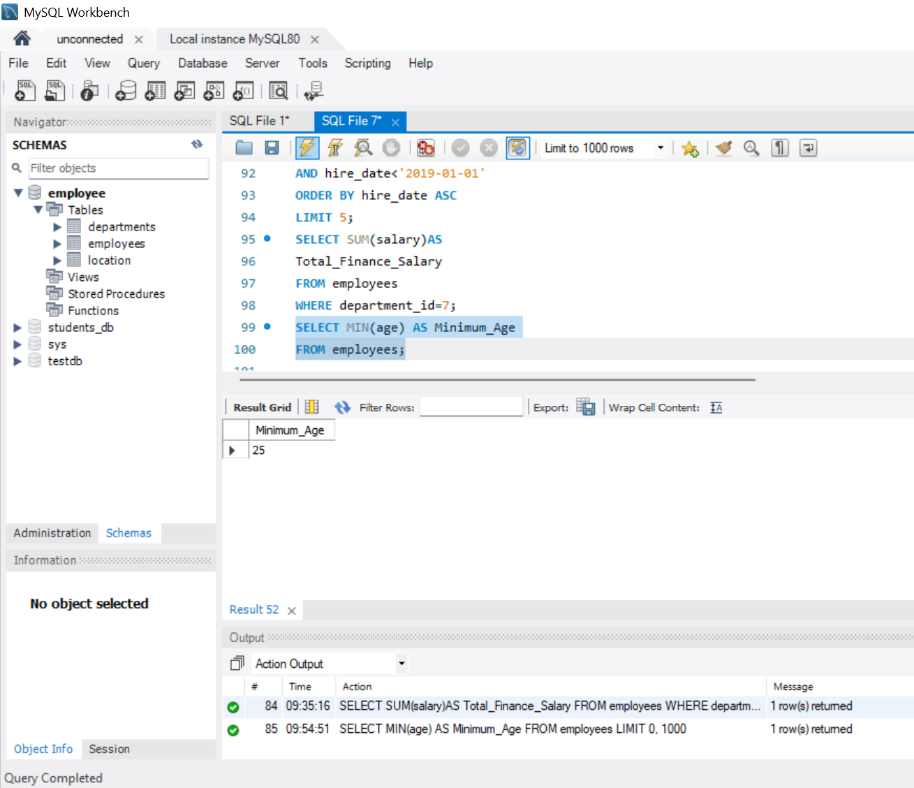 MySQL Workbench
unconnected
Local instance MySQL80
File Edit View Query Database Server Tools Scripting Help
Navigator
SCHEMAS
Filter objects
employee
Tables
departments
employees
location
Views
Stored Procedures
Functions
students_db
sys
testdb
Administration Schemas
Information
No object selected
Object Info Session
SQL File 1*
SQL File 7*
Limit to 1000 rows
92 AND hire_date<'2019-01-01'
93 ORDER BY hire_date ASC
94 LIMIT 5;
95 SELECT SUM(salary)AS
96 Total_Finance_Salary
97 FROM employees
98 WHERE department_id=7;
99 SELECT MIN(age) AS Minimum_Age
100 FROM employees;
101
Result Grid Filter Rows: Export: Wrap Cell Content:
Minimum_Age
25
Result 52
Output
Action Output
# Time Action Message
84 09:35:16 SELECT SUM(salary)AS Total_Finance_Salary FROM employees WHERE departm... 1 row(s) returned
85 09:54:51 SELECT MIN(age) AS Minimum_Age FROM employees LIMIT 0, 1000 1 row(s) returned
Query Completed